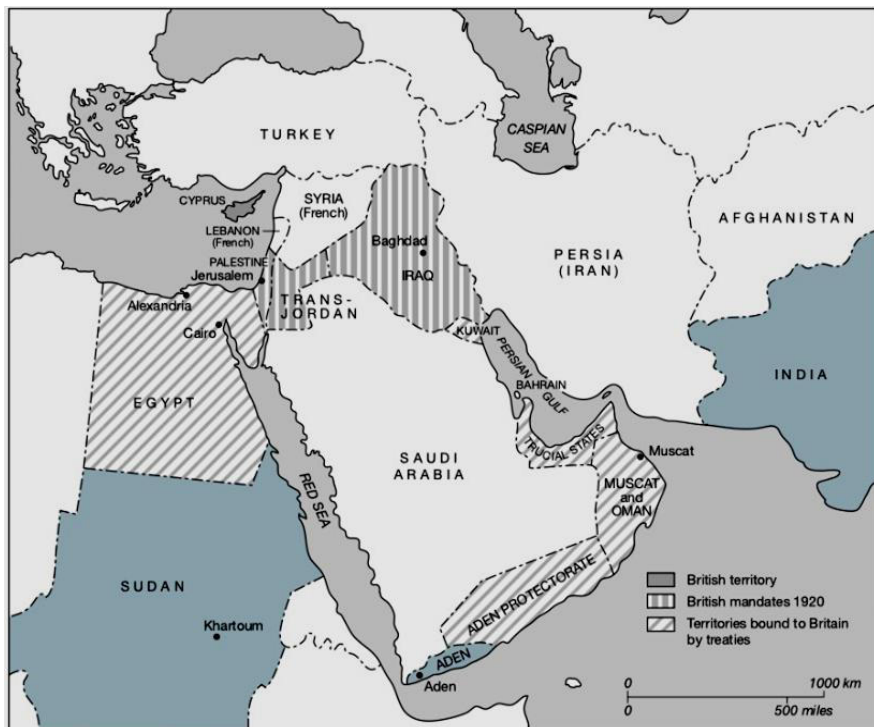 CASPIAN
SEA
TURKEY
CYPRUS
SYRIA
(French)
LEBANON
(French)
AFGHANISTAN
Baghdad
PERSIA
(IRAN)
PALESTINE
Jerusalem
IRAQ
TRANS-
JORDAN
Alexandria
Cairo
KUWAIT
PERSIAN
GULF
INDIA
BAHRAIN
EGYPT
TRUCIAL STATES
Muscat
SAUDI
ARABIA
MUSCAT
and
OMAN
RED SEA
SUDAN
Khartoum
ADEN PROTECTORATE
ADEN
Aden
British territory
British mandates 1920
Territories bound to Britain
by treaties
0 1000 km
0 500 miles